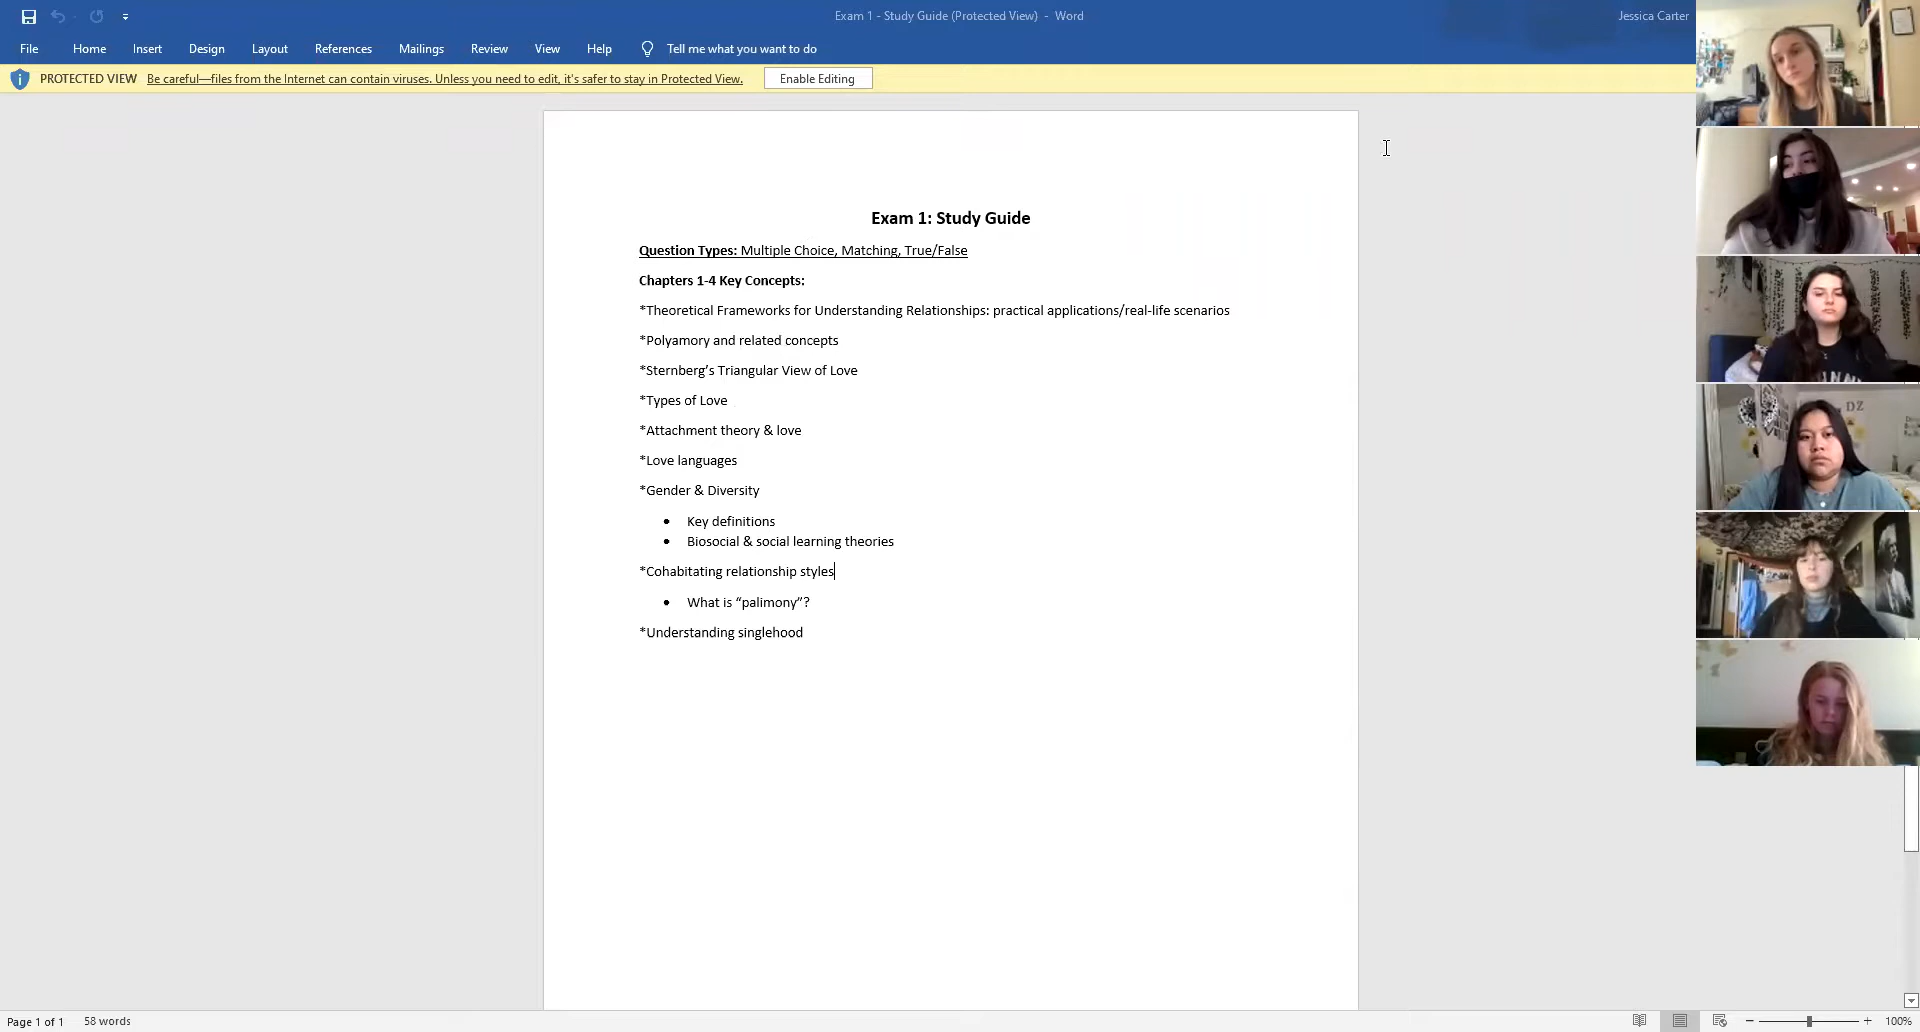 Exam 1 - Study Guide (Protected View) - Word
Jessica Carter
File Home Insert Design Layout References Mailings Review View Help Tell me what you want to do
PROTECTED VIEW Be careful—files from the Internet can contain viruses. Unless you need to edit, it's safer to stay in Protected View. Enable Editing
Exam 1: Study Guide
Question Types: Multiple Choice, Matching, True/False
Chapters 1-4 Key Concepts:
*Theoretical Frameworks for Understanding Relationships: practical applications/real-life scenarios
*Polyamory and related concepts
*Sternberg’s Triangular View of Love
*Types of Love
*Attachment theory & love
*Love languages
*Gender & Diversity
• Key definitions
• Biosocial & social learning theories
*Cohabitating relationship styles
• What is “palimony”?
*Understanding singlehood
DZ
Page 1 of 1 58 words
100%